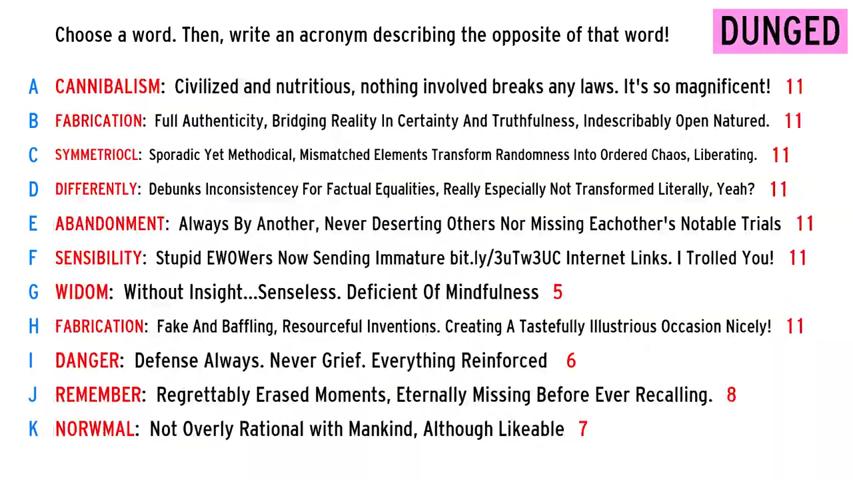 Choose a word. Then, write an acronym describing the opposite of that word!
DUNGED
A CANNIBALISM: Civilized and nutritious, nothing involved breaks any laws. It's so magnificent! 11
B FABRICATION: Full Authenticity, Bridging Reality In Certainty And Truthfulness, Indescribably Open Natured. 11
C SYMMETRIOCL: Sporadic Yet Methodical, Mismatched Elements Transform Randomness Into Ordered Chaos, Liberating. 11
D DIFFERENTLY: Debunks Inconsistencey For Factual Equalities, Really Especially Not Transformed Literally, Yeah? 11
E ABANDONMENT: Always By Another, Never Deserting Others Nor Missing Eachother's Notable Trials 11
F SENSIBILITY: Stupid EWOWers Now Sending Immature bit.ly/3uTw3UC Internet Links. I Trolled You! 11
G WIDOM: Without Insight...Senseless. Deficient Of Mindfulness 5
H FABRICATION: Fake And Baffling, Resourceful Inventions. Creating A Tastefully Illustrious Occasion Nicely! 11
I DANGER: Defense Always. Never Grief. Everything Reinforced 6
J REMEMBER: Regrettably Erased Moments, Eternally Missing Before Ever Recalling. 8
K NORWMAL: Not Overly Rational with Mankind, Although Likeable 7